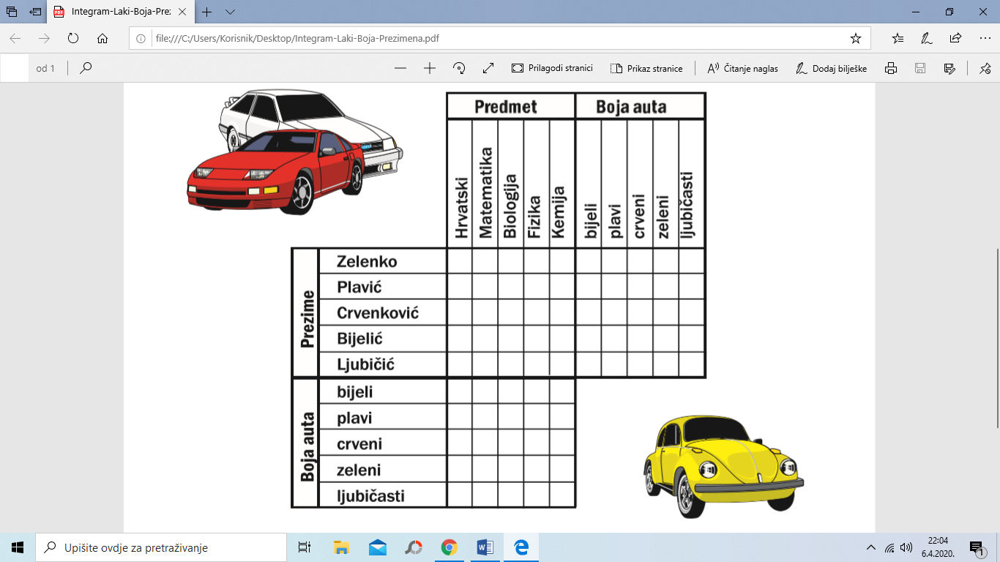 Integram-Laki-Boja-Prez
file:///C:/Users/Korisnik/Desktop/Integram-Laki-Boja-Prezimena.pdf
od 1
Prilagodi stranici
Prikaz stranice
Čitanje naglas
Dodaj bilješke
Predmet
Boja auta
Hrvatski
Matematika
Biologija
Fizika
Kemija
bijeli
plavi
crveni
zeleni
ljubičasti
Prezime
Zelenko
Plavić
Crvenković
Bijelić
Ljubičić
Boja auta
bijeli
plavi
crveni
zeleni
ljubičasti
Upišite ovdje za pretraživanje
22:04
6.4.2020.
1